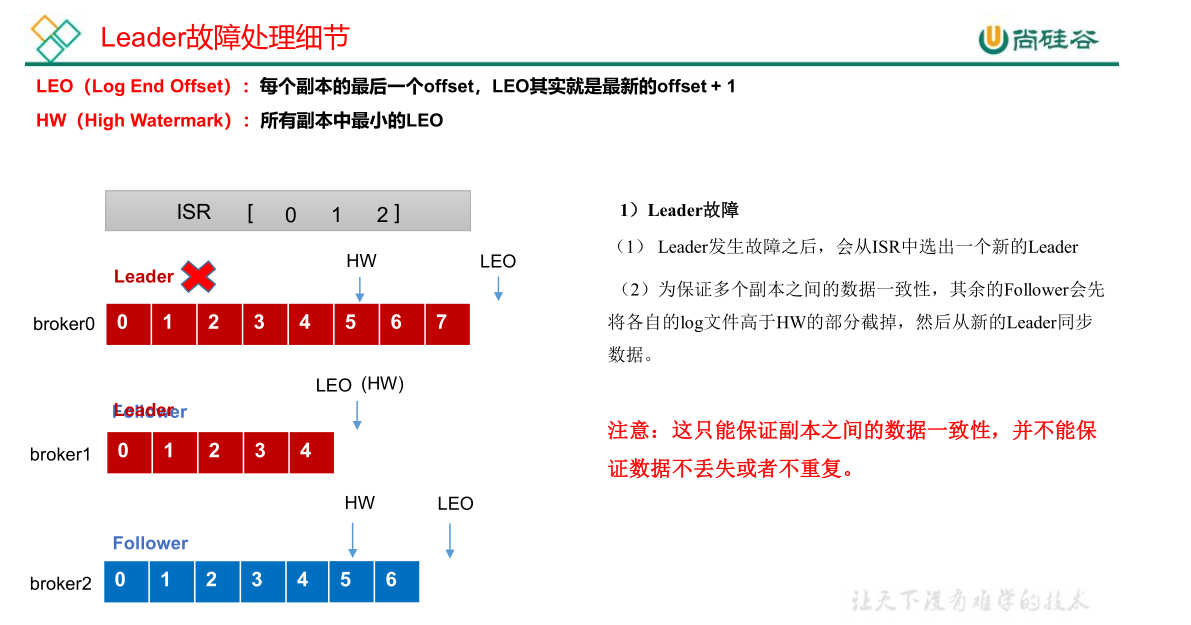 Leader故障处理细节
尚硅谷
LEO（Log End Offset）：每个副本的最后一个offset，LEO其实就是最新的offset + 1
HW（High Watermark）：所有副本中最小的LEO
ISR [ 0 1 2 ]
Leader
HW
LEO
broker0 0 1 2 3 4 5 6 7
LEO（HW）
Follower
Leader
broker1 0 1 2 3 4
HW
LEO
Follower
broker2 0 1 2 3 4 5 6
1）Leader故障
（1） Leader发生故障之后，会从ISR中选出一个新的Leader
（2）为保证多个副本之间的数据一致性，其余的Follower会先
将各自的log文件高于HW的部分截掉，然后从新的Leader同步
数据。
注意：这只能保证副本之间的数据一致性，并不能保
证数据不丢失或者不重复。
让天下没有难学的技术